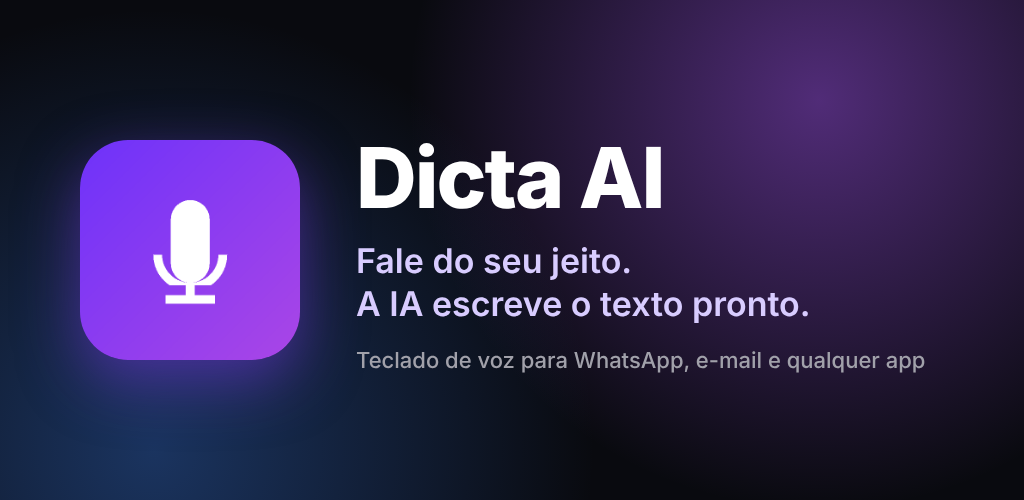 Dicta AI
Fale do seu jeito.
A IA escreve o texto pronto.
Teclado de voz para WhatsApp, e-mail e qualquer app